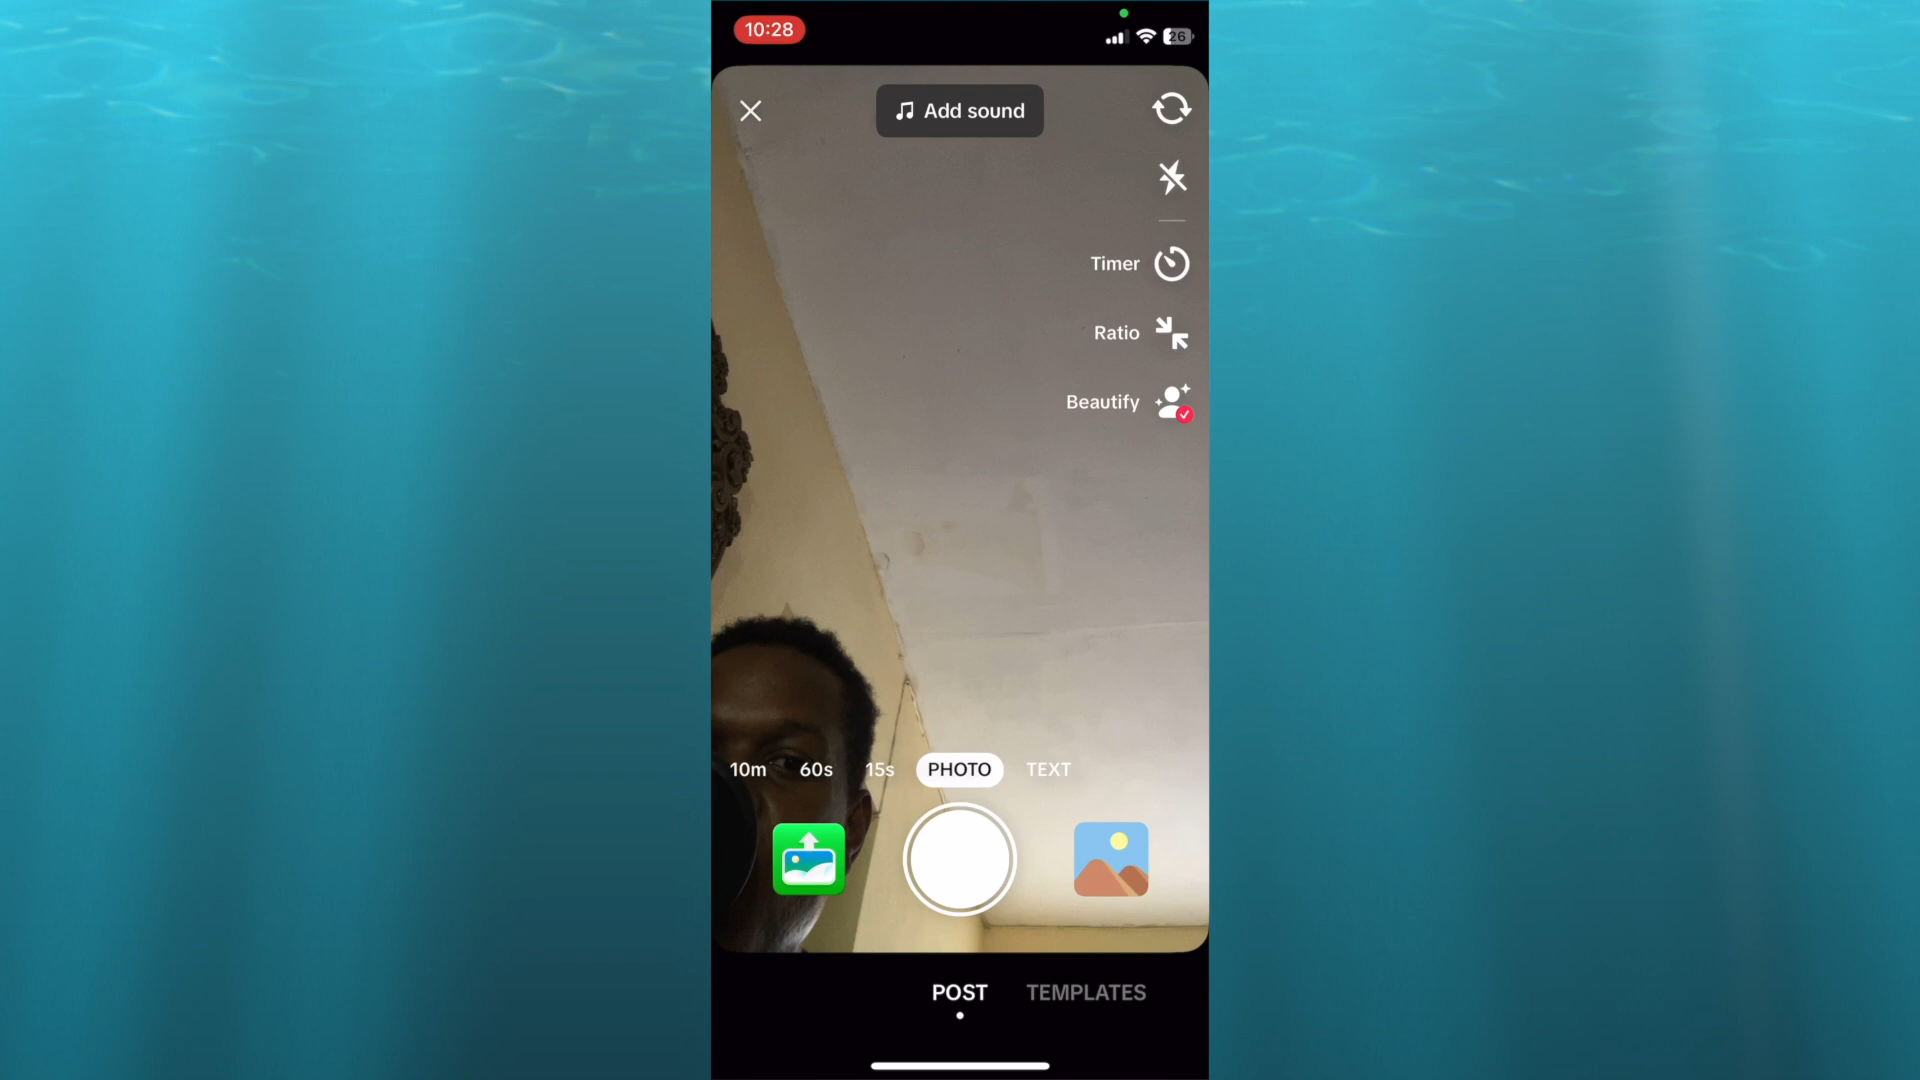 10:28
26
Add sound
Timer
Ratio
Beautify
10m 60s 15s PHOTO TEXT
POST TEMPLATES